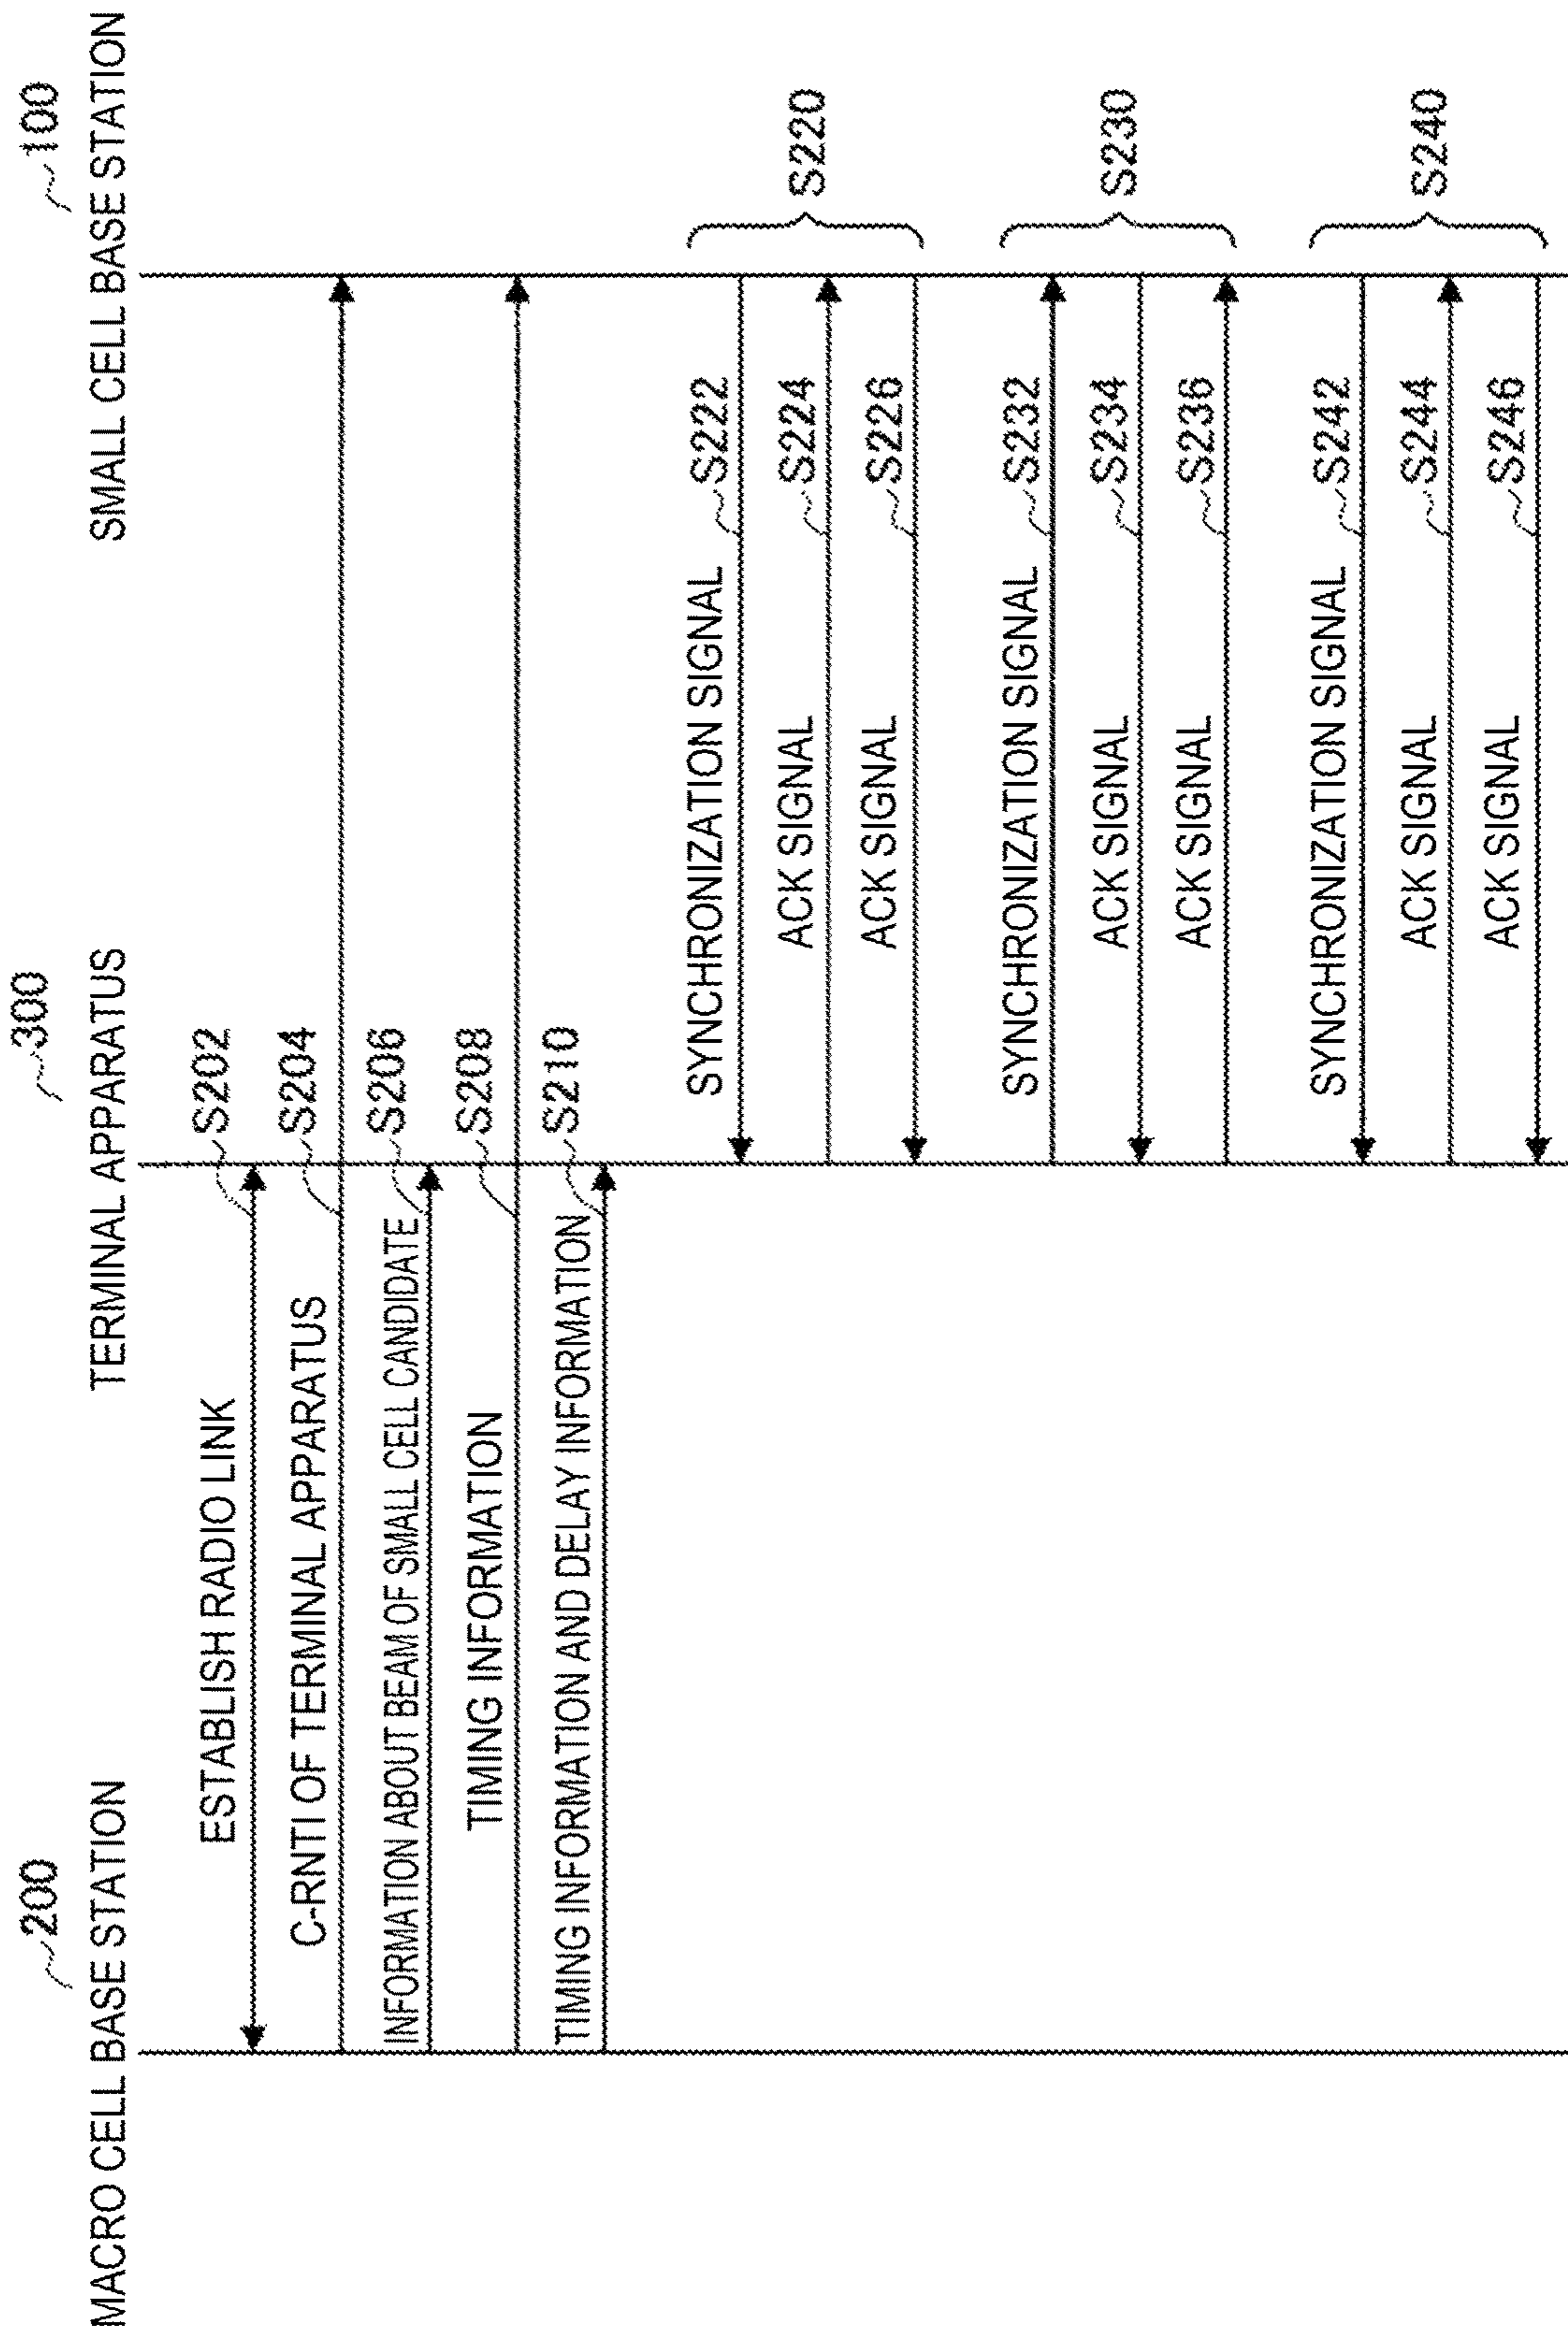 200
MACRO CELL BASE STATION
300
TERMINAL APPARATUS
100
SMALL CELL BASE STATION
ESTABLISH RADIO LINK
S202
C-RNTI OF TERMINAL APPARATUS
S204
INFORMATION ABOUT BEAM OF SMALL CELL CANDIDATE
S206
TIMING INFORMATION
S208
TIMING INFORMATION AND DELAY INFORMATION
S210
SYNCHRONIZATION SIGNAL
S222
ACK SIGNAL
S224
ACK SIGNAL
S226
S220
SYNCHRONIZATION SIGNAL
S232
ACK SIGNAL
S234
ACK SIGNAL
S236
S230
SYNCHRONIZATION SIGNAL
S242
ACK SIGNAL
S244
ACK SIGNAL
S246
S240